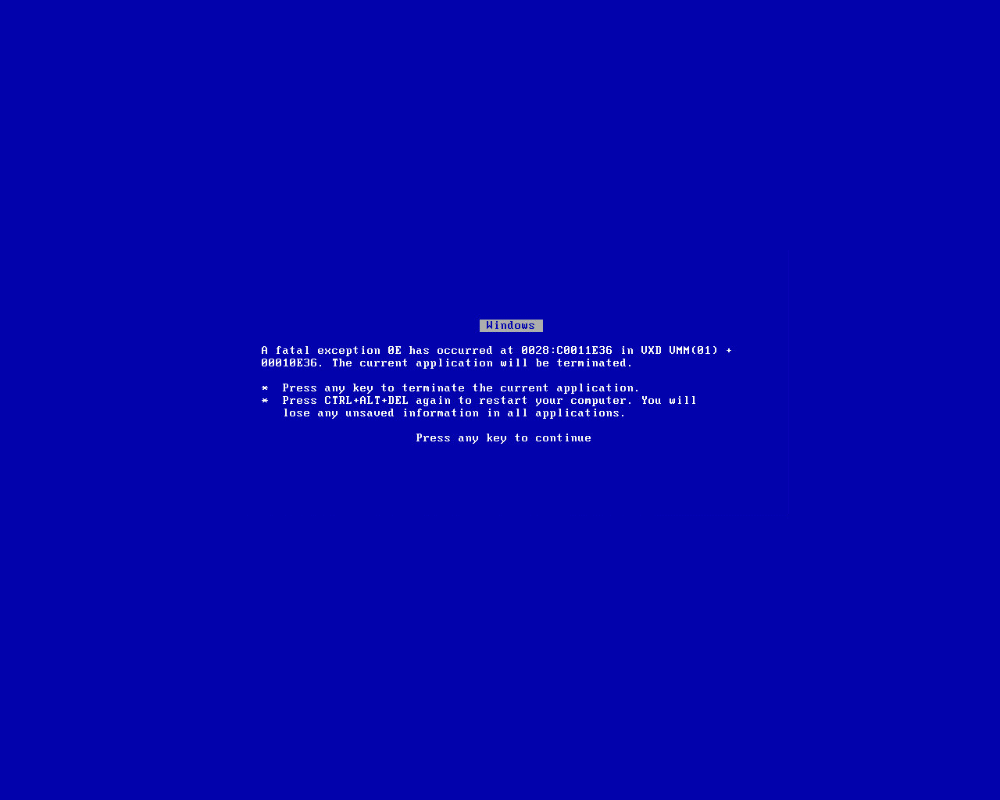 Windows
A fatal exception 0E has occurred at 0028:C0011E36 in VXD VMM(01) +
00010E36. The current application will be terminated.
* Press any key to terminate the current application.
* Press CTRL+ALT+DEL again to restart your computer. You will
lose any unsaved information in all applications.
Press any key to continue